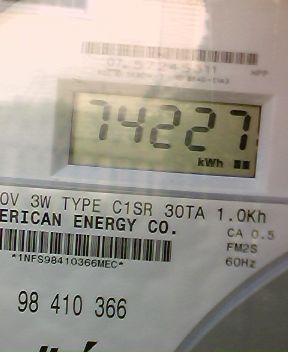 74227
kWh
0V 3W TYPE C1SR 30TA 1.0Kh
ERICAN ENERGY CO.
CA 0.5
FM2S
60Hz
*1NFS98410366MEC*
98 410 366